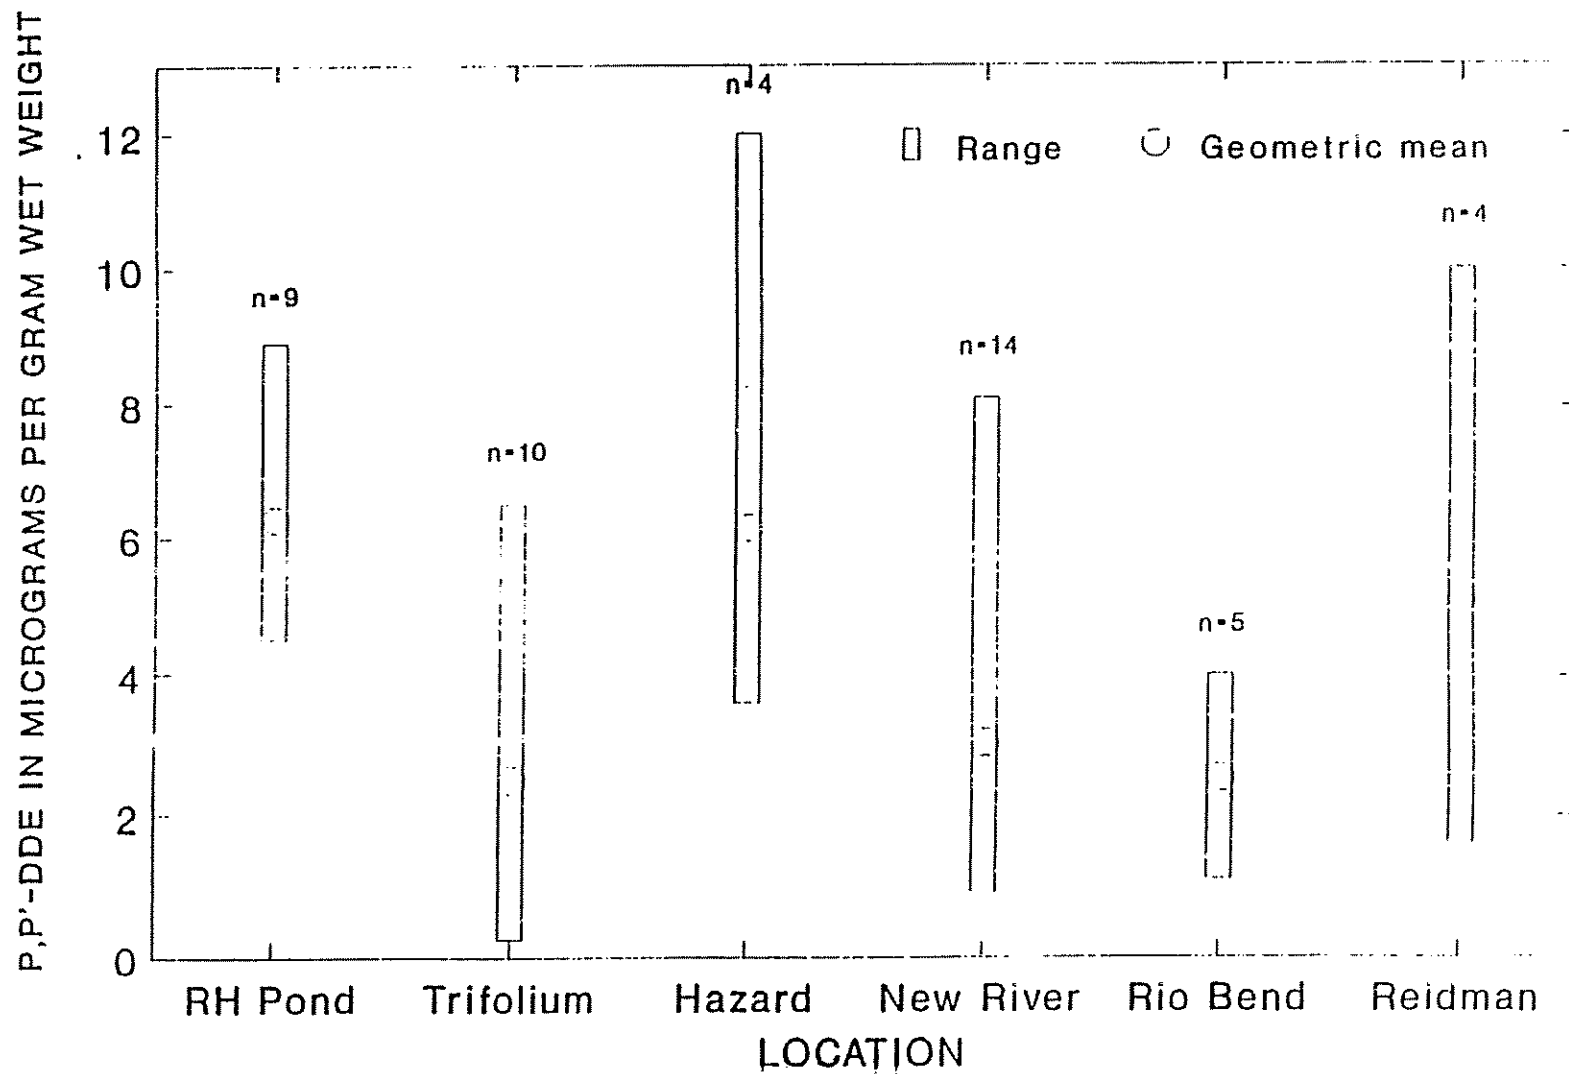 P,P'-DDE IN MICROGRAMS PER GRAM WET WEIGHT
12
10
8
6
4
2
0
n=9
n=10
n=4
n=14
n=5
n=4
Range
Geometric mean
RH Pond
Trifolium
Hazard
New River
Rio Bend
Reidman
LOCATION